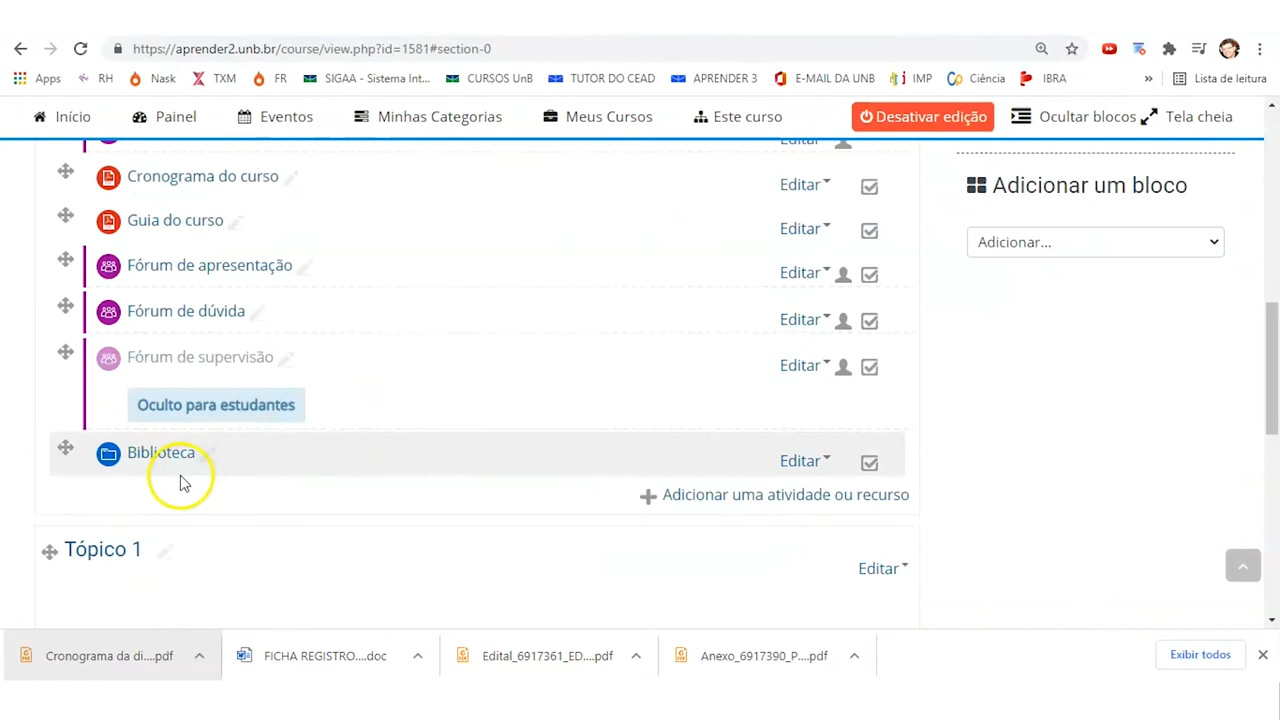 https://aprender2.unb.br/course/view.php?id=1581#section-0
Apps RH Nask TXM FR SIGAA - Sistema Int... CURSOS UnB TUTOR DO CEAD APRENDER 3 E-MAIL DA UNB IMP Ciência IBRA » Lista de leitura
Início Painel Eventos Minhas Categorias Meus Cursos Este curso Desativar edição Ocultar blocos Tela cheia
Editar
Cronograma do curso Editar
Adicionar um bloco
Guia do curso Editar
Adicionar...
Fórum de apresentação Editar
Fórum de dúvida Editar
Fórum de supervisão Editar
Oculto para estudantes
Biblioteca Editar
Adicionar uma atividade ou recurso
Tópico 1
Editar
Cronograma da di....pdf FICHA REGISTRO....doc Edital_6917361_ED....pdf Anexo_6917390_P....pdf Exibir todos